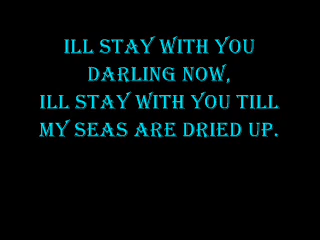 ILL STAY WITH YOU
DARLING NOW,
ILL STAY WITH YOU TILL
MY SEAS ARE DRIED UP.